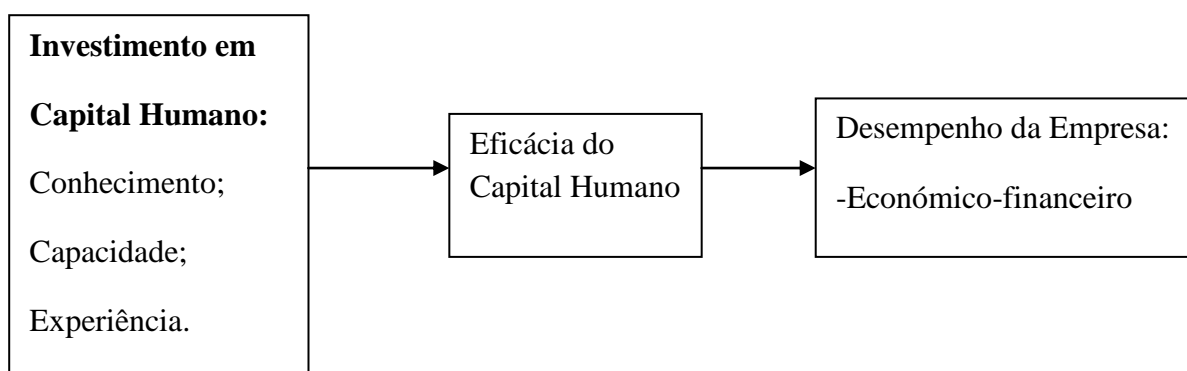 Investimento em
Capital Humano:
Conhecimento;
Capacidade;
Experiência.
Eficácia do
Capital Humano
Desempenho da Empresa:
-Económico-financeiro